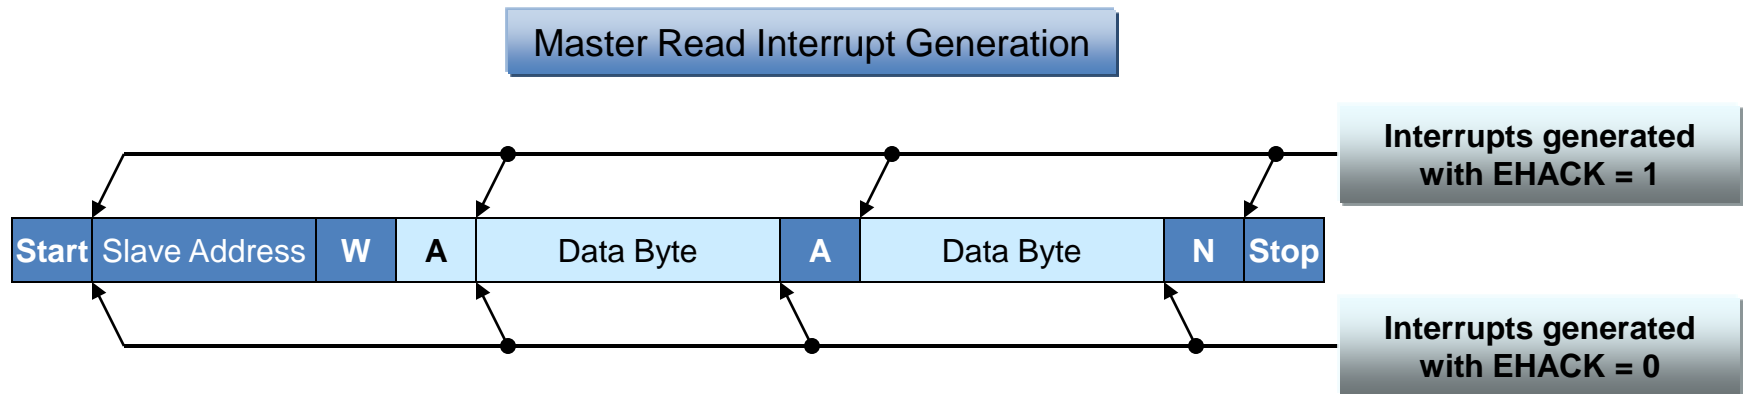 Master Read Interrupt Generation
Interrupts generated
with EHACK = 1
Start Slave Address W A Data Byte A Data Byte N Stop
Interrupts generated
with EHACK = 0